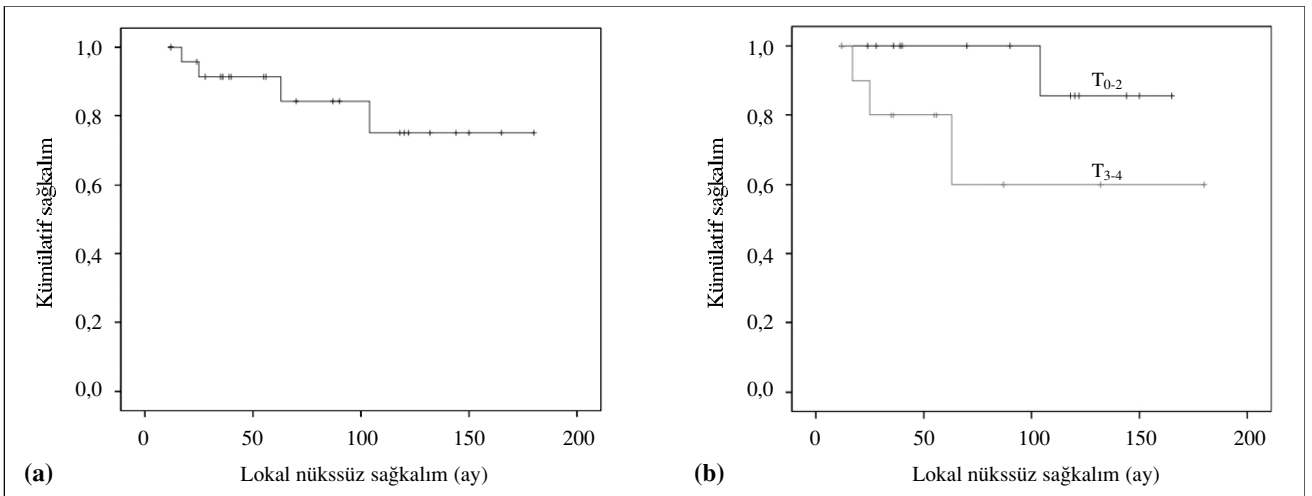 Kümülatif sağkalım
1,0
0,8
0,6
0,4
0,2
0,0
0 50 100 150 200
(a)
Lokal nükssüz sağkalım (ay)
Kümülatif sağkalım
1,0
0,8
0,6
0,4
0,2
0,0
T0-2
T3-4
0 50 100 150 200
(b)
Lokal nükssüz sağkalım (ay)